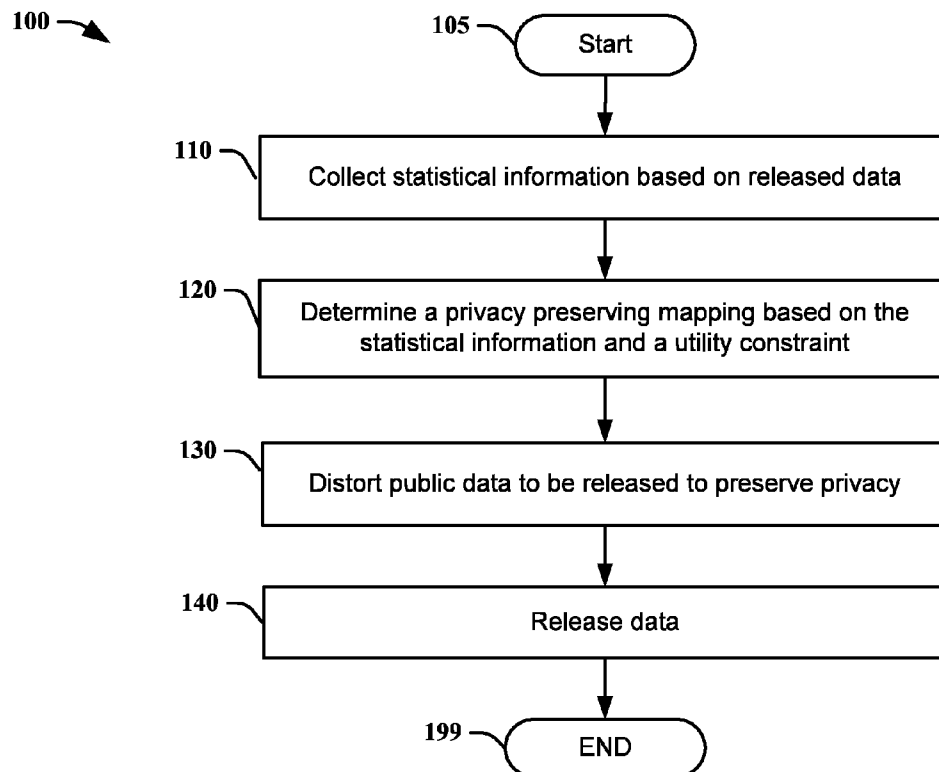 100
105
Start
110
Collect statistical information based on released data
120
Determine a privacy preserving mapping based on the
statistical information and a utility constraint
130
Distort public data to be released to preserve privacy
140
Release data
199
END